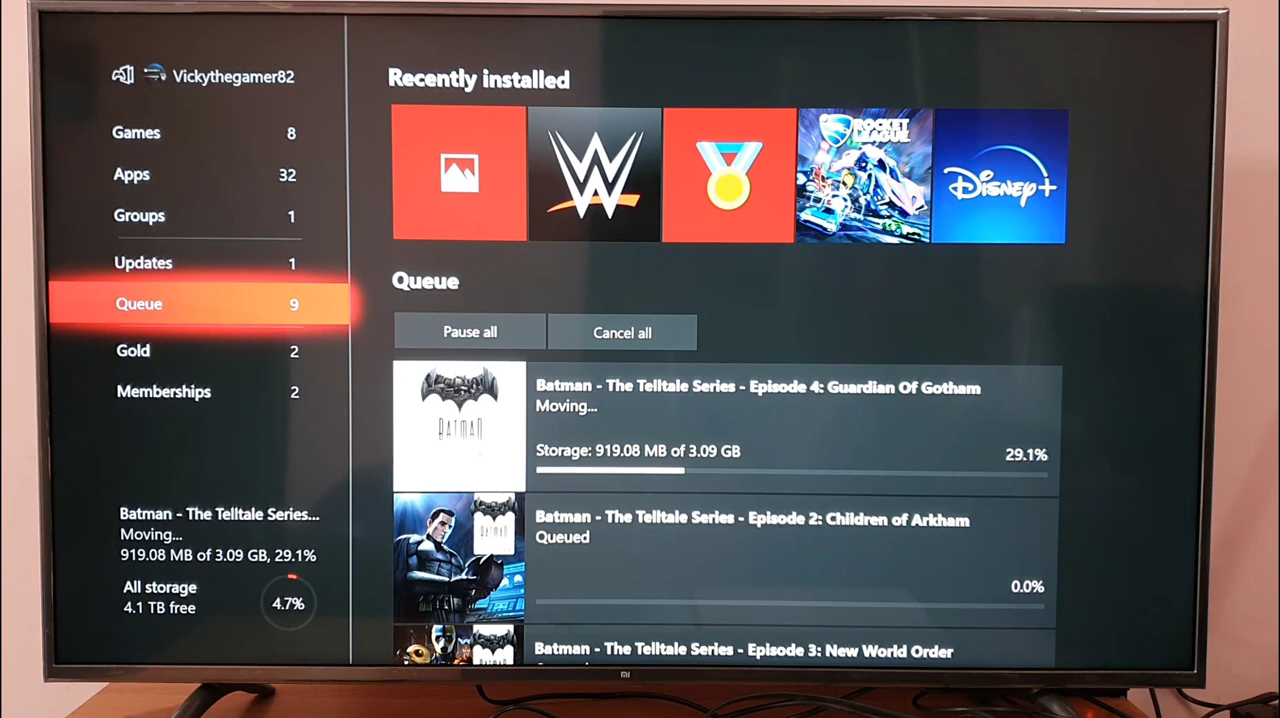 Vickythegamer82
Games 8
Apps 32
Groups 1
Updates 1
Queue 9
Gold 2
Memberships 2
Batman - The Telltale Series...
Moving...
919.08 MB of 3.09 GB, 29.1%
All storage
4.1 TB free
4.7%
Recently installed
W
ROCKET
LEAGUE
Disney+
Queue
Pause all
Cancel all
BATMAN
Batman - The Telltale Series - Episode 4: Guardian Of Gotham
Moving...
Storage: 919.08 MB of 3.09 GB
29.1%
BATMAN
Batman - The Telltale Series - Episode 2: Children of Arkham
Queued
0.0%
Batman - The Telltale Series - Episode 3: New World Order
mi